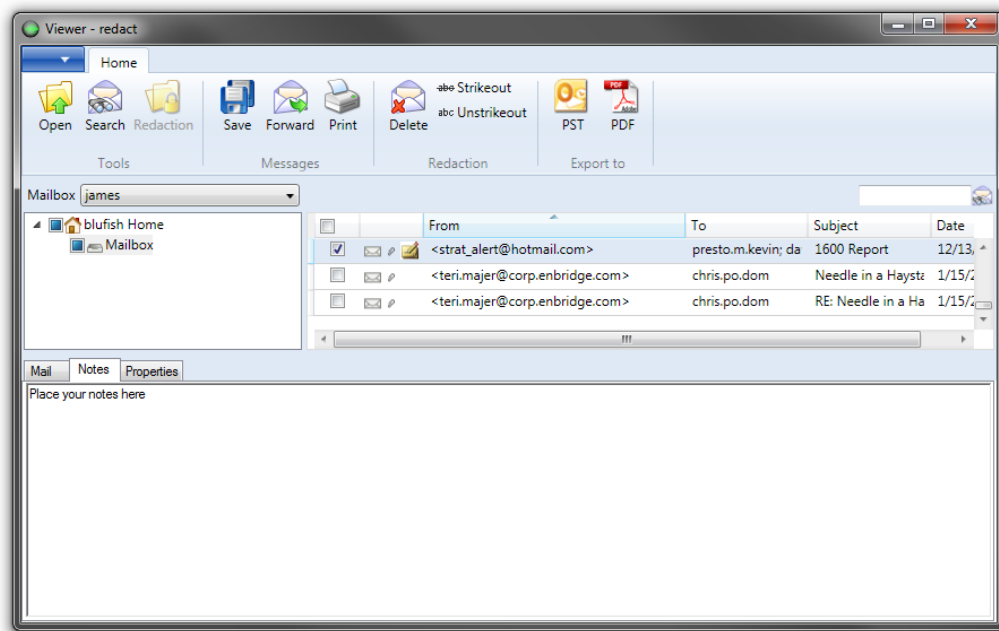 Viewer - redact
Home
Open Search Redaction Save Forward Print Delete abc Strikeout abc Unstrikeout PST PDF
Tools Messages Redaction Export to
Mailbox james
blufish Home
Mailbox
From To Subject Date
<strat_alert@hotmail.com> presto.m.kevin; da 1600 Report 12/13,
<teri.majer@corp.enbridge.com> chris.po.dom Needle in a Haysta 1/15/2
<teri.majer@corp.enbridge.com> chris.po.dom RE: Needle in a Ha 1/15/2
Mail Notes Properties
Place your notes here